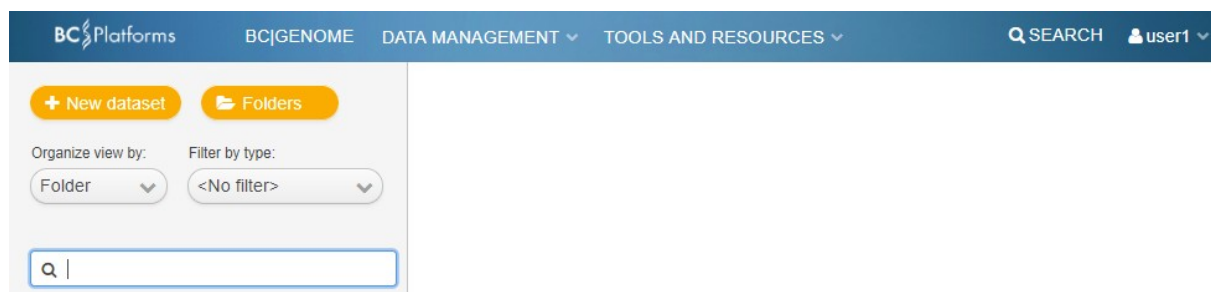 BC Platforms BC|GENOME DATA MANAGEMENT TOOLS AND RESOURCES SEARCH user1
+ New dataset Folders
Organize view by: Filter by type:
Folder <No filter>